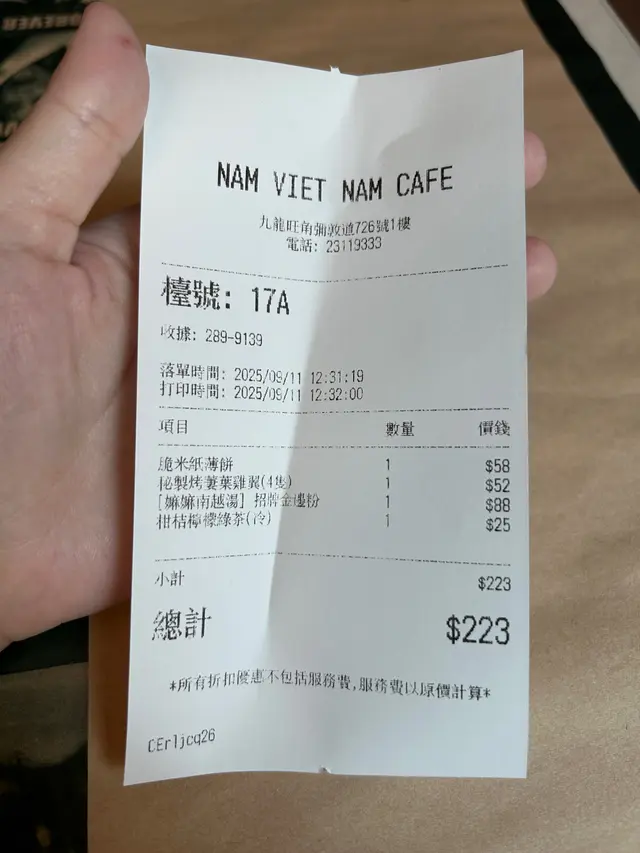 NAM VIET NAM CAFE
九龍旺角彌敦道726號1樓
電話: 23119333
檯號: 17A
收據: 289-9139
落單時間: 2025/09/11 12:31:19
打印時間: 2025/09/11 12:32:00
項目 數量 價錢
脆米紙薄餅 1 $58
秘製烤蔞葉雞翼(4隻) 1 $52
[嫲嫲南越湯] 招牌金邊粉 1 $88
柑桔檸檬綠茶(冷) 1 $25
小計 $223
總計 $223
*所有折扣優惠不包括服務費,服務費以原價計算*
CEr1jcq26